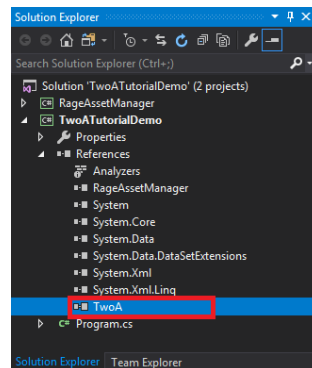 Solution Explorer
Search Solution Explorer (Ctrl+;)
Solution 'TwoATutorialDemo' (2 projects)
C# RageAssetManager
C# TwoATutorialDemo
Properties
References
Analyzers
RageAssetManager
System
System.Core
System.Data
System.Data.DataSetExtensions
System.Xml
System.Xml.Linq
TwoA
C# Program.cs
Solution Explorer Team Explorer